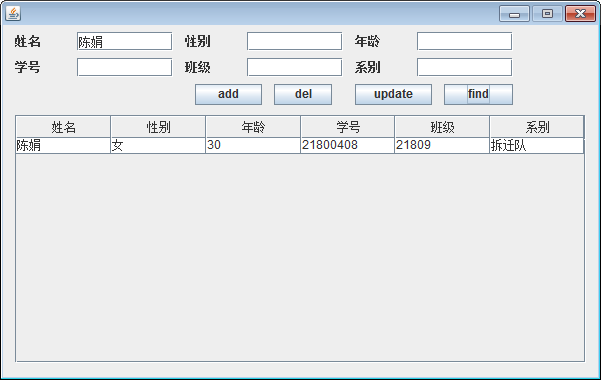 姓名 陈娟 性别 年龄
学号 班级 系别
add del update find
姓名 性别 年龄 学号 班级 系别
陈娟 女 30 21800408 21809 拆迁队